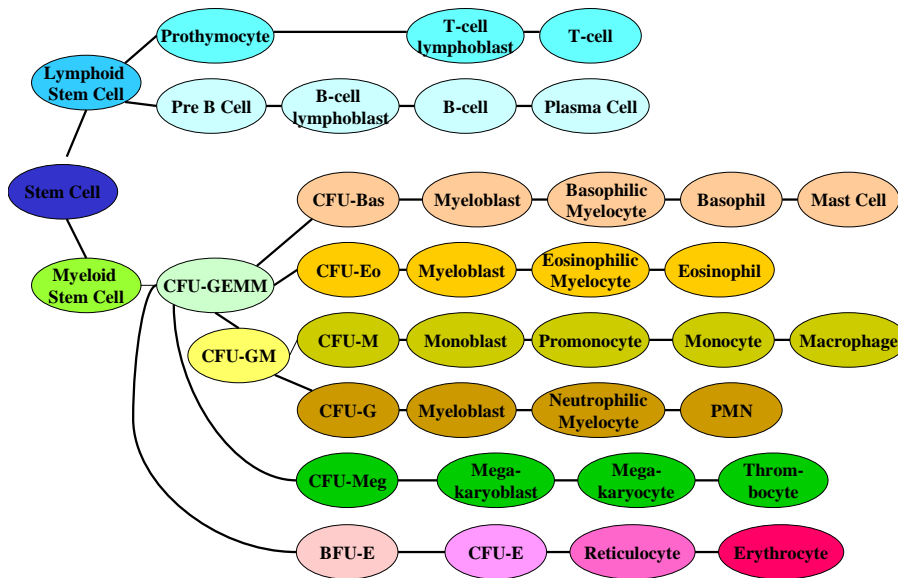 Prothymocyte
T-cell
lymphoblast
T-cell
Lymphoid
Stem Cell
Pre B Cell
B-cell
lymphoblast
B-cell
Plasma Cell
Stem Cell
CFU-Bas
Myeloblast
Basophilic
Myelocyte
Basophil
Mast Cell
Myeloid
Stem Cell
CFU-GEMM
CFU-Eo
Myeloblast
Eosinophilic
Myelocyte
Eosinophil
CFU-GM
CFU-M
Monoblast
Promonocyte
Monocyte
Macrophage
CFU-G
Myeloblast
Neutrophilic
Myelocyte
PMN
CFU-Meg
Mega-
karyoblast
Mega-
karyocyte
Throm-
bocyte
BFU-E
CFU-E
Reticulocyte
Erythrocyte